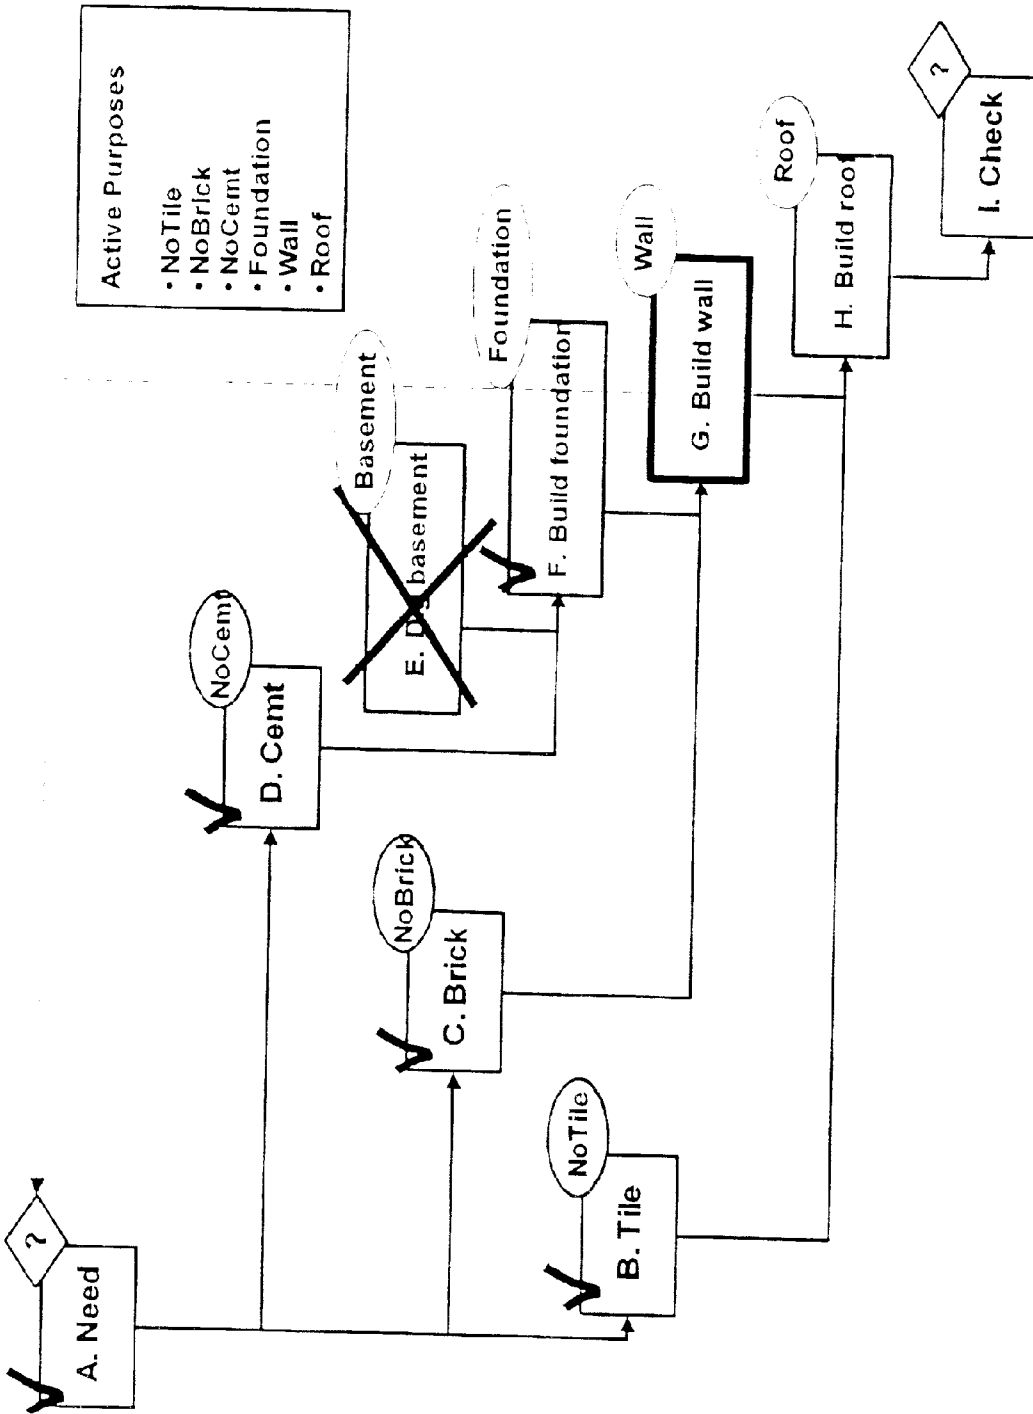 Active Purposes
• NoTile
• NoBrick
• NoCemt
• Foundation
• Wall
• Roof
?
A. Need
NoCemt
D. Cemt
Basement
E. Dig basement
Foundation
F. Build foundation
NoBrick
C. Brick
Wall
G. Build wall
NoTile
B. Tile
Roof
H. Build roof
?
I. Check